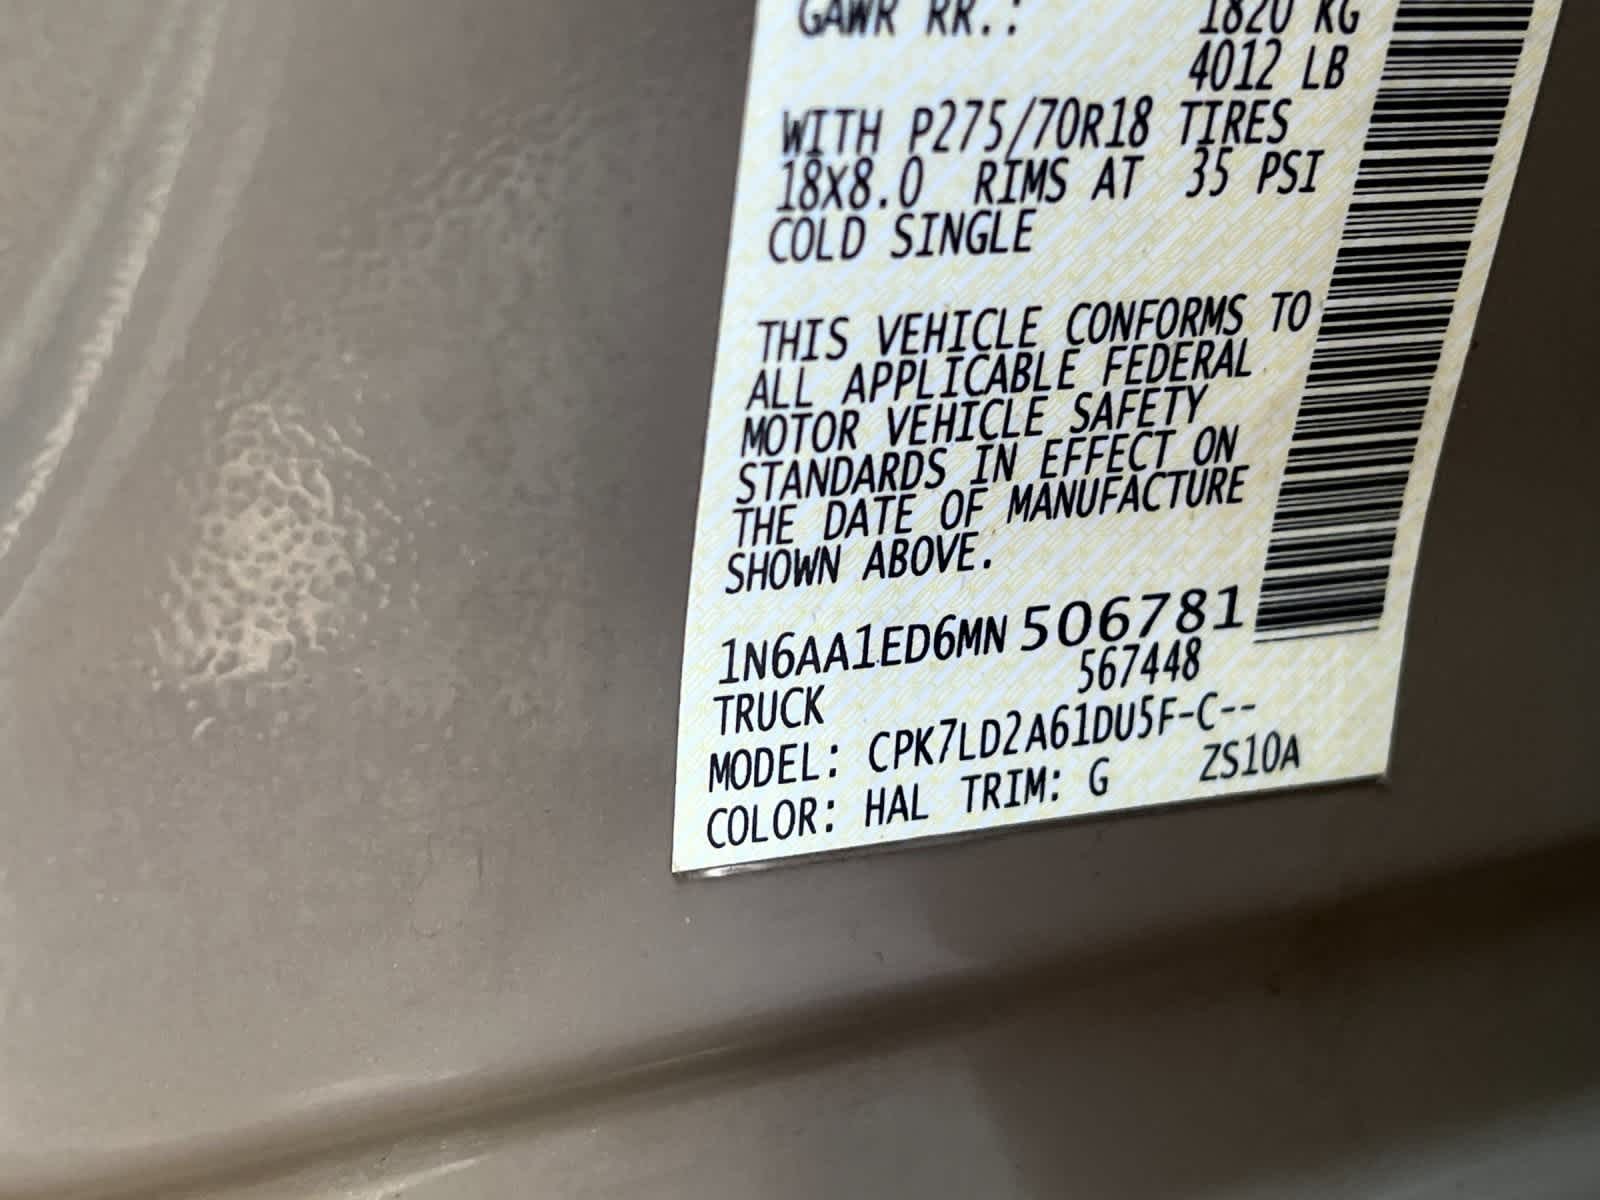 GAWR RR.: 1820 KG
4012 LB
WITH P275/70R18 TIRES
18X8.0 RIMS AT 35 PSI
COLD SINGLE
THIS VEHICLE CONFORMS TO
ALL APPLICABLE FEDERAL
MOTOR VEHICLE SAFETY
STANDARDS IN EFFECT ON
THE DATE OF MANUFACTURE
SHOWN ABOVE.
1N6AA1ED6MN506781
TRUCK 567448
MODEL: CPK7LD2A61DU5F-C--
COLOR: HAL TRIM: G ZS10A